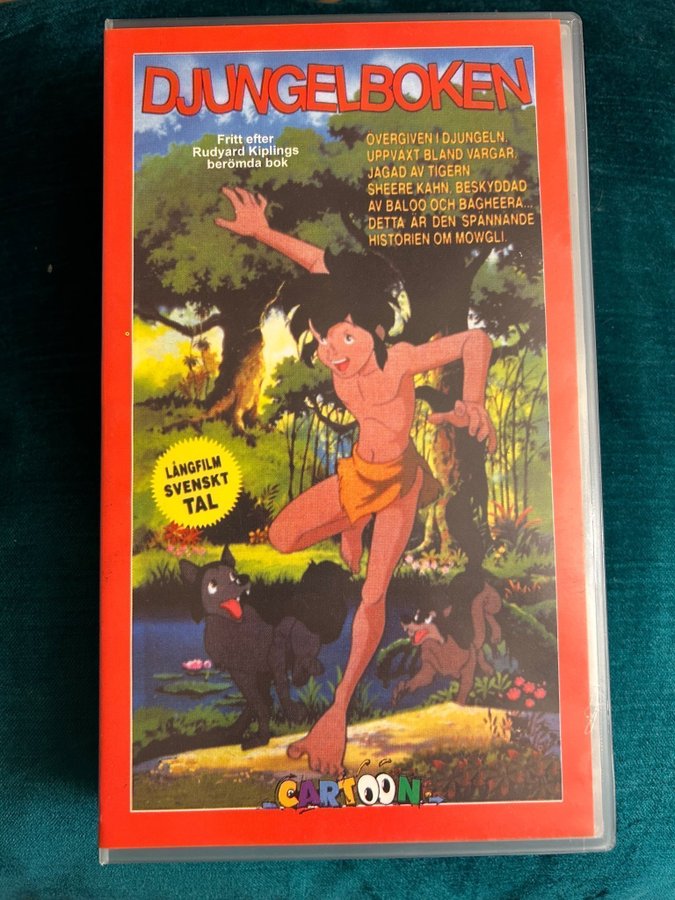 DJUNGELBOKEN
Fritt efter
Rudyard Kiplings
berömda bok
ÖVERGIVEN I DJUNGELN.
UPPVÄXT BLAND VARGAR.
JAGAD AV TIGERN
SHEERE KAHN, BESKYDDAD
AV BALOO OCH BAGHEERA...
DETTA ÄR DEN SPÄNNANDE
HISTORIEN OM MOWGLI.
LÅNGFILM
SVENSKT
TAL
CARTOON